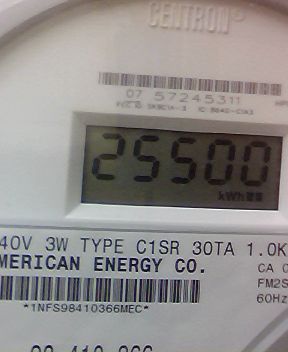 CENTRON®
07 57245311
25500
kWh
40V 3W TYPE C1SR 30TA 1.0K
MERICAN ENERGY CO.
CA 0
FM2S
60Hz
*1NFS98410366MEC*